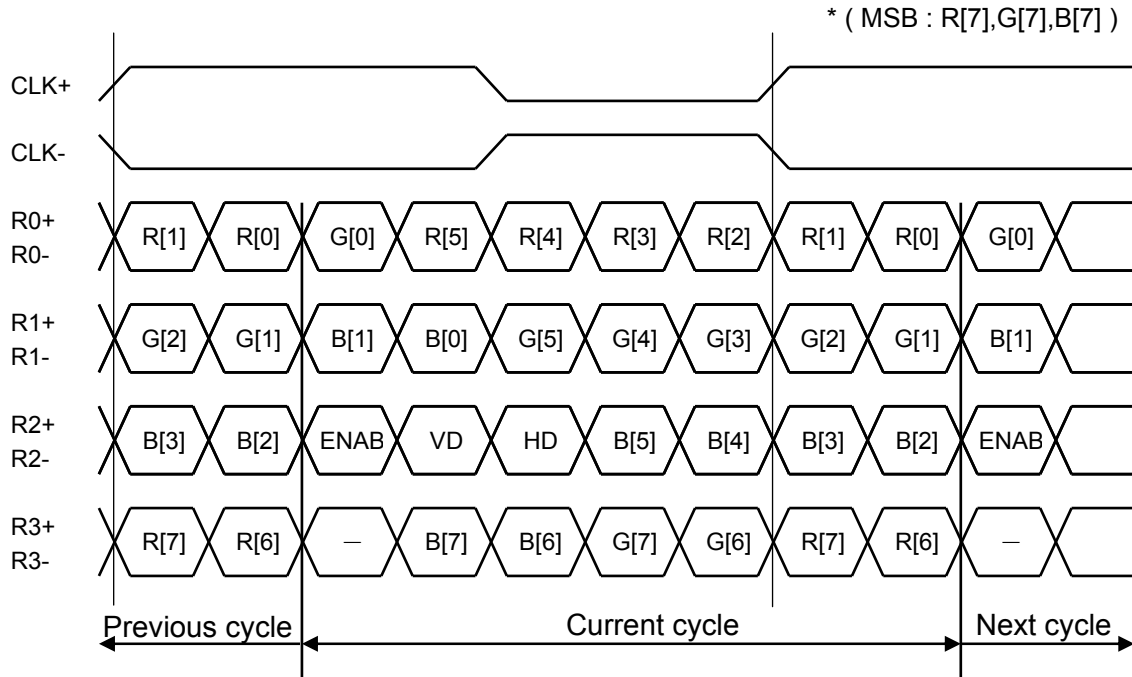 * ( MSB : R[7],G[7],B[7] )
CLK+
CLK-
R0+
R0-
R[1] R[0] G[0] R[5] R[4] R[3] R[2] R[1] R[0] G[0]
R1+
R1-
G[2] G[1] B[1] B[0] G[5] G[4] G[3] G[2] G[1] B[1]
R2+
R2-
B[3] B[2] ENAB VD HD B[5] B[4] B[3] B[2] ENAB
R3+
R3-
R[7] R[6] — B[7] B[6] G[7] G[6] R[7] R[6] —
Previous cycle Current cycle Next cycle